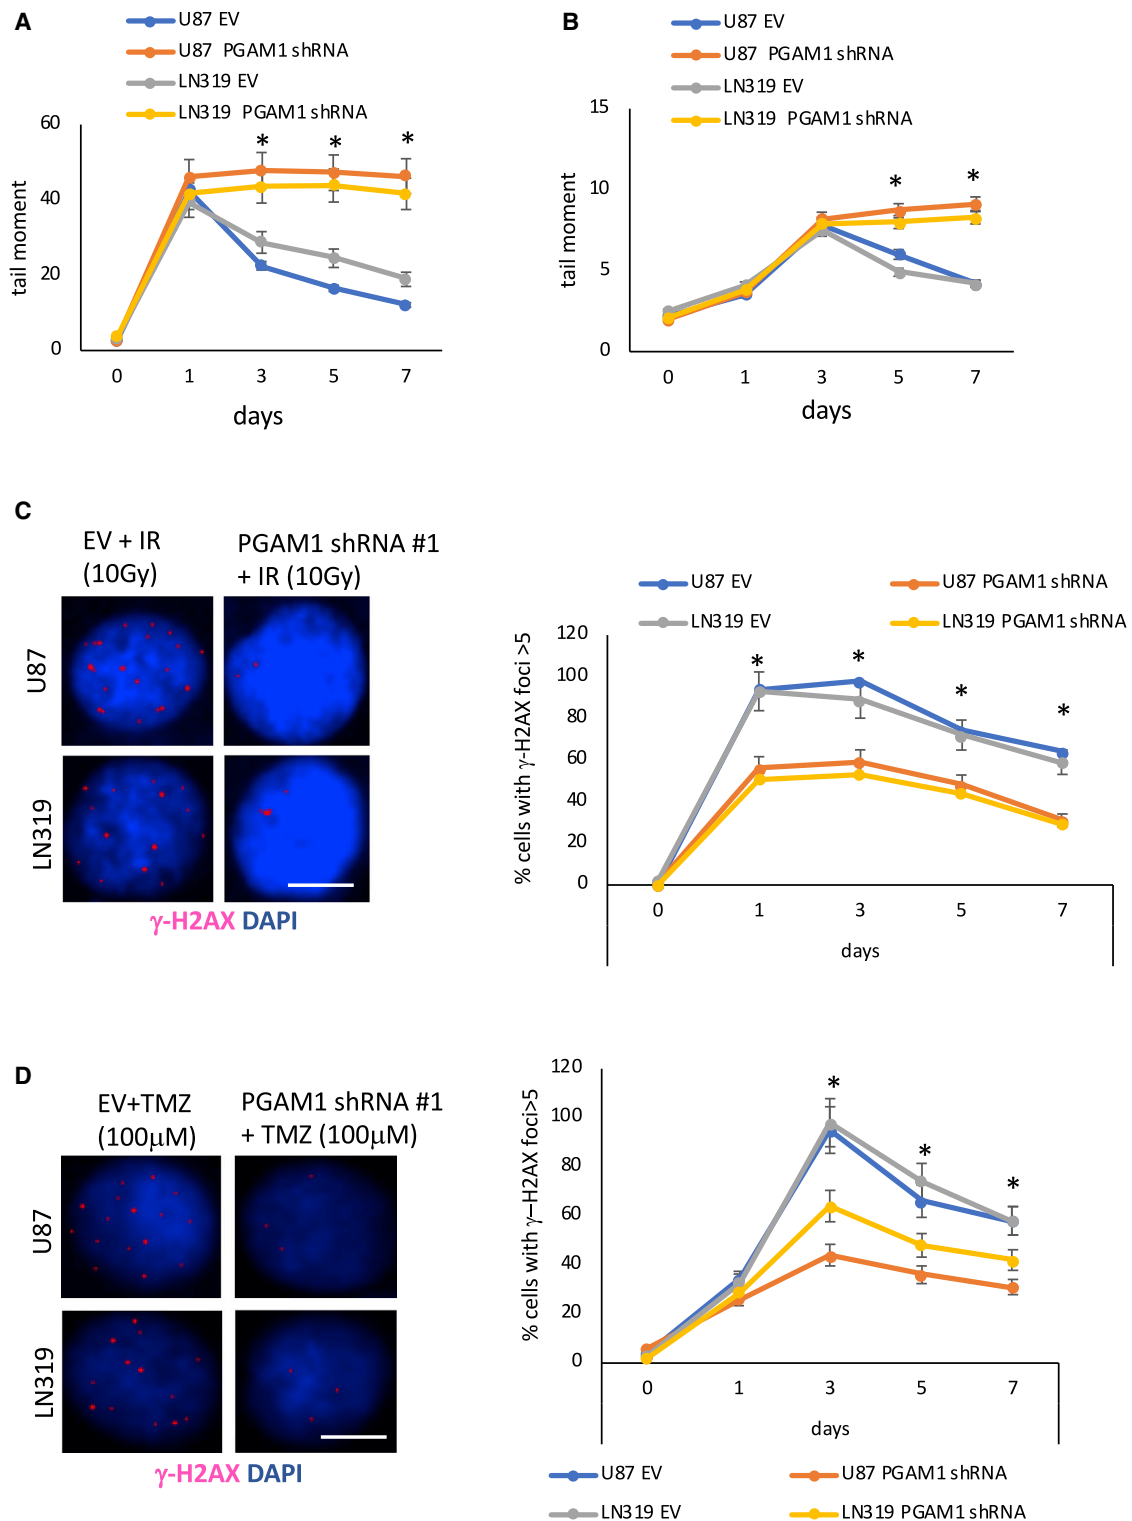 A
U87 EV
U87 PGAM1 shRNA
LN319 EV
LN319 PGAM1 shRNA
60
40
20
0
tail moment
* * *
0 1 3 5 7
days
B
U87 EV
U87 PGAM1 shRNA
LN319 EV
LN319 PGAM1 shRNA
15
10
5
0
tail moment
* *
0 1 3 5 7
days
C
EV + IR
(10Gy)
PGAM1 shRNA #1
+ IR (10Gy)
U87
LN319
γ-H2AX DAPI
U87 EV
U87 PGAM1 shRNA
LN319 EV
LN319 PGAM1 shRNA
120
100
80
60
40
20
0
% cells with γ-H2AX foci >5
* * * *
0 1 3 5 7
days
D
EV+TMZ
(100μM)
PGAM1 shRNA #1
+ TMZ (100μM)
U87
LN319
γ-H2AX DAPI
120
100
80
60
40
20
0
% cells with γ–H2AX foci>5
* * *
0 1 3 5 7
days
U87 EV
U87 PGAM1 shRNA
LN319 EV
LN319 PGAM1 shRNA